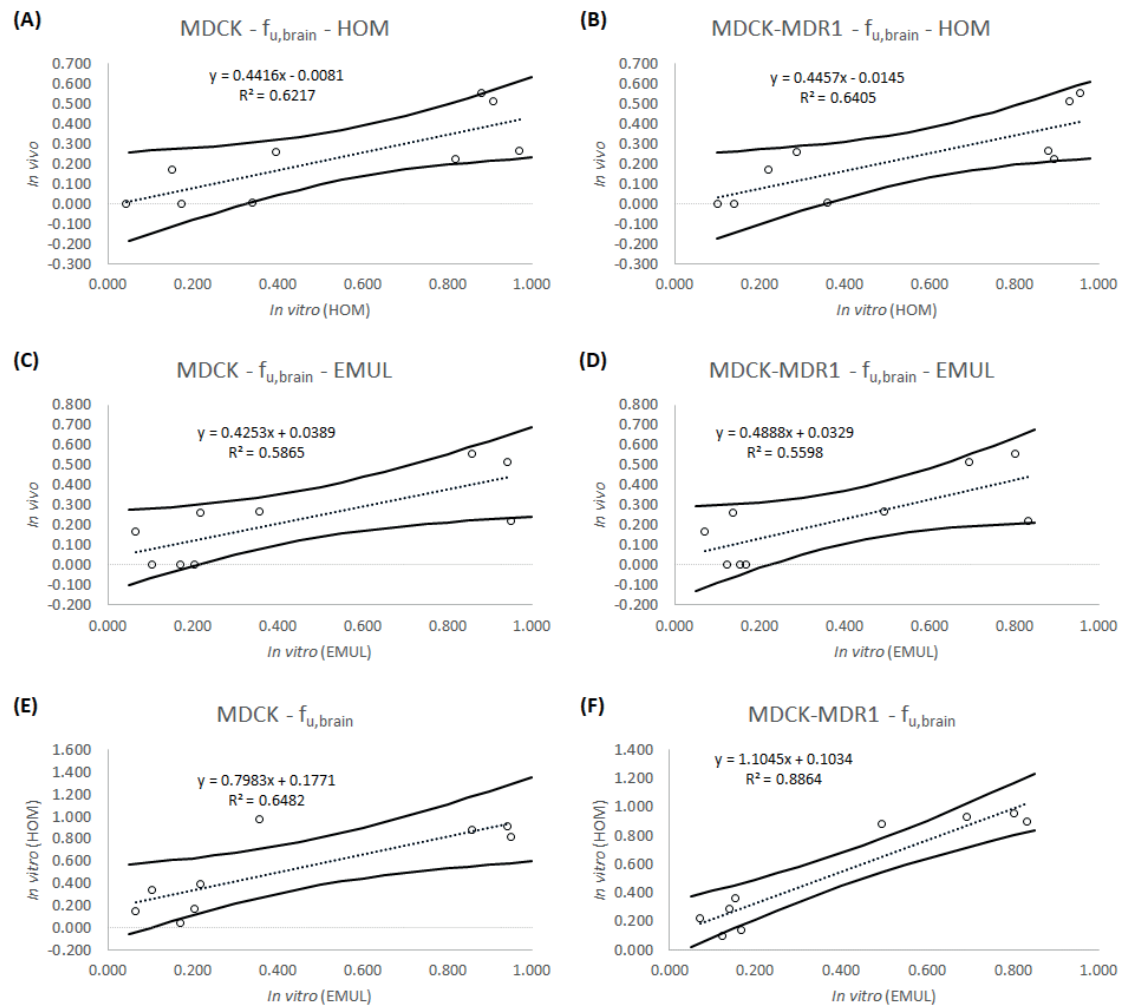 (A)
MDCK - fu,brain - HOM
y = 0.4416x - 0.0081
R² = 0.6217
In vivo
0.700
0.600
0.500
0.400
0.300
0.200
0.100
0.000
-0.100
-0.200
-0.300
0.000 0.200 0.400 0.600 0.800 1.000
In vitro (HOM)
(B)
MDCK-MDR1 - fu,brain - HOM
y = 0.4457x - 0.0145
R² = 0.6405
In vivo
0.700
0.600
0.500
0.400
0.300
0.200
0.100
0.000
-0.100
-0.200
-0.300
0.000 0.200 0.400 0.600 0.800 1.000
In vitro (HOM)
(C)
MDCK - fu,brain - EMUL
y = 0.4253x + 0.0389
R² = 0.5865
In vivo
0.800
0.700
0.600
0.500
0.400
0.300
0.200
0.100
0.000
-0.100
-0.200
0.000 0.200 0.400 0.600 0.800 1.000
In vitro (EMUL)
(D)
MDCK-MDR1 - fu,brain - EMUL
y = 0.4888x + 0.0329
R² = 0.5598
In vivo
0.800
0.700
0.600
0.500
0.400
0.300
0.200
0.100
0.000
-0.100
-0.200
0.000 0.200 0.400 0.600 0.800 1.000
In vitro (EMUL)
(E)
MDCK - fu,brain
y = 0.7983x + 0.1771
R² = 0.6482
In vitro (HOM)
1.600
1.400
1.200
1.000
0.800
0.600
0.400
0.200
0.000
-0.200
0.000 0.200 0.400 0.600 0.800 1.000
In vitro (EMUL)
(F)
MDCK-MDR1 - fu,brain
y = 1.1045x + 0.1034
R² = 0.8864
In vitro (HOM)
1.400
1.200
1.000
0.800
0.600
0.400
0.200
0.000
0.000 0.200 0.400 0.600 0.800 1.000
In vitro (EMUL)